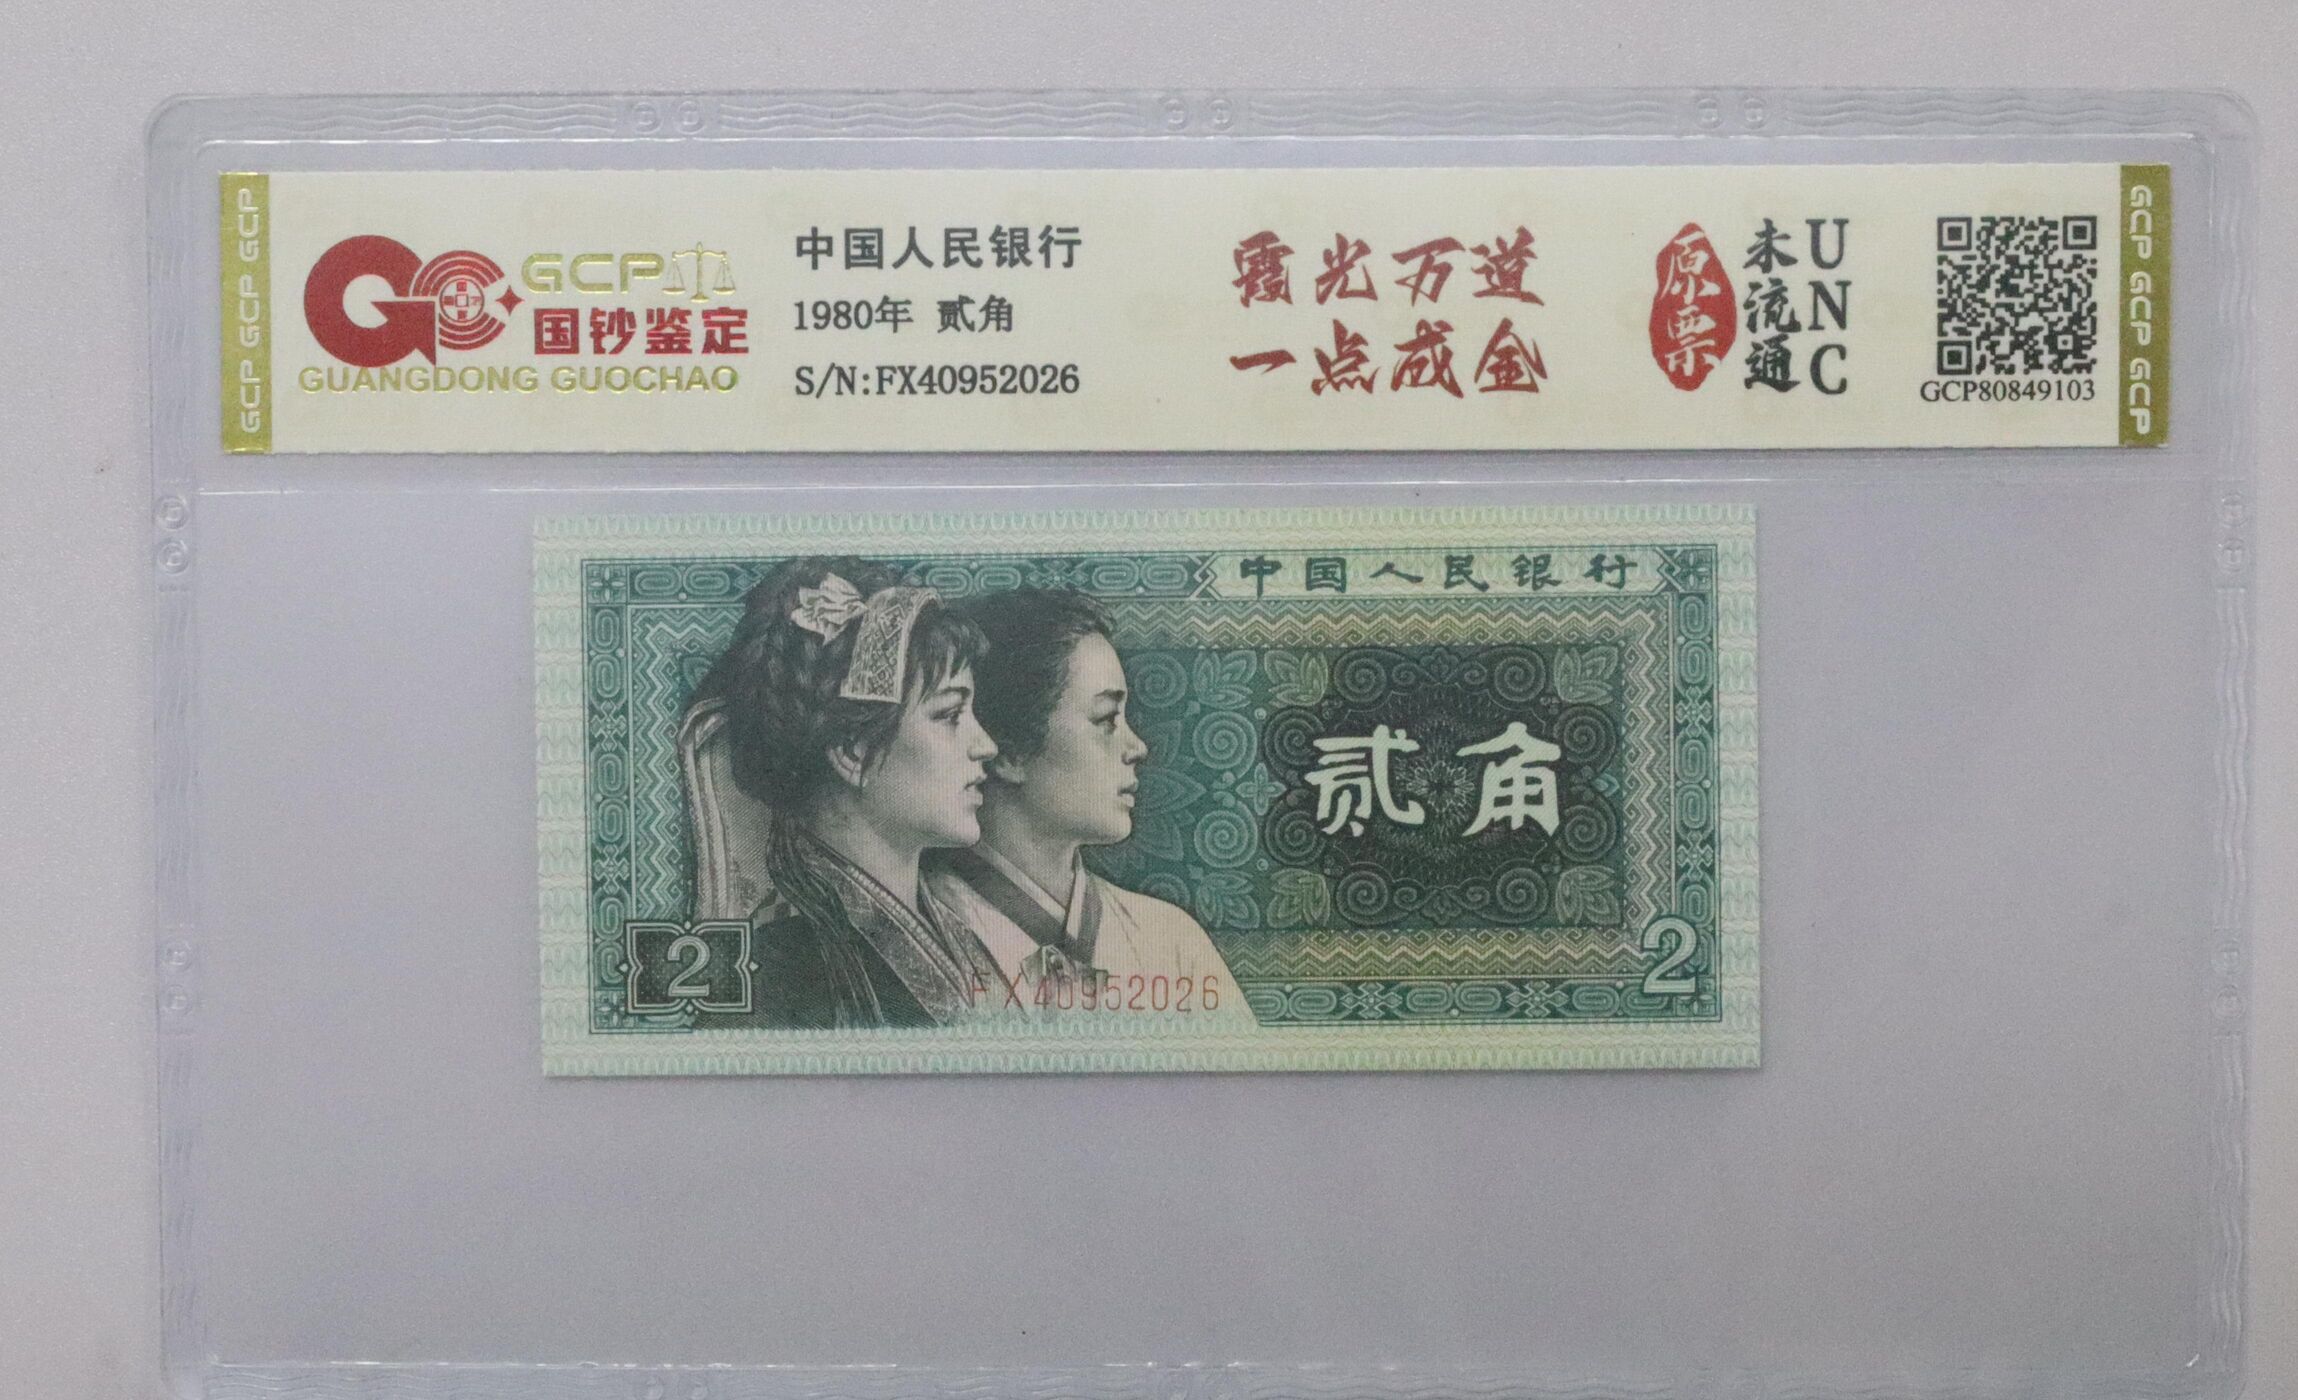 GCP GCP GCP
GCP
国钞鉴定
GUANGDONG GUOCHAO
中国人民银行
1980年 贰角
S/N:FX40952026
霞光万道
一点成金
原票
未流通
UNC
GCP80849103
GCP GCP GCP
中国人民银行
贰角
2
FX40952026
2